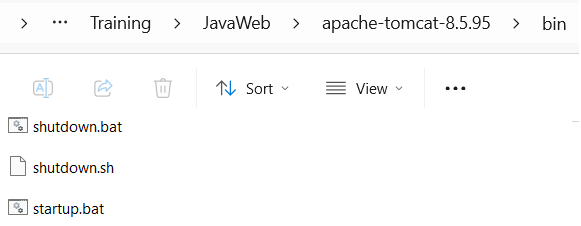 Training JavaWeb apache-tomcat-8.5.95 bin
Sort View
shutdown.bat
shutdown.sh
startup.bat